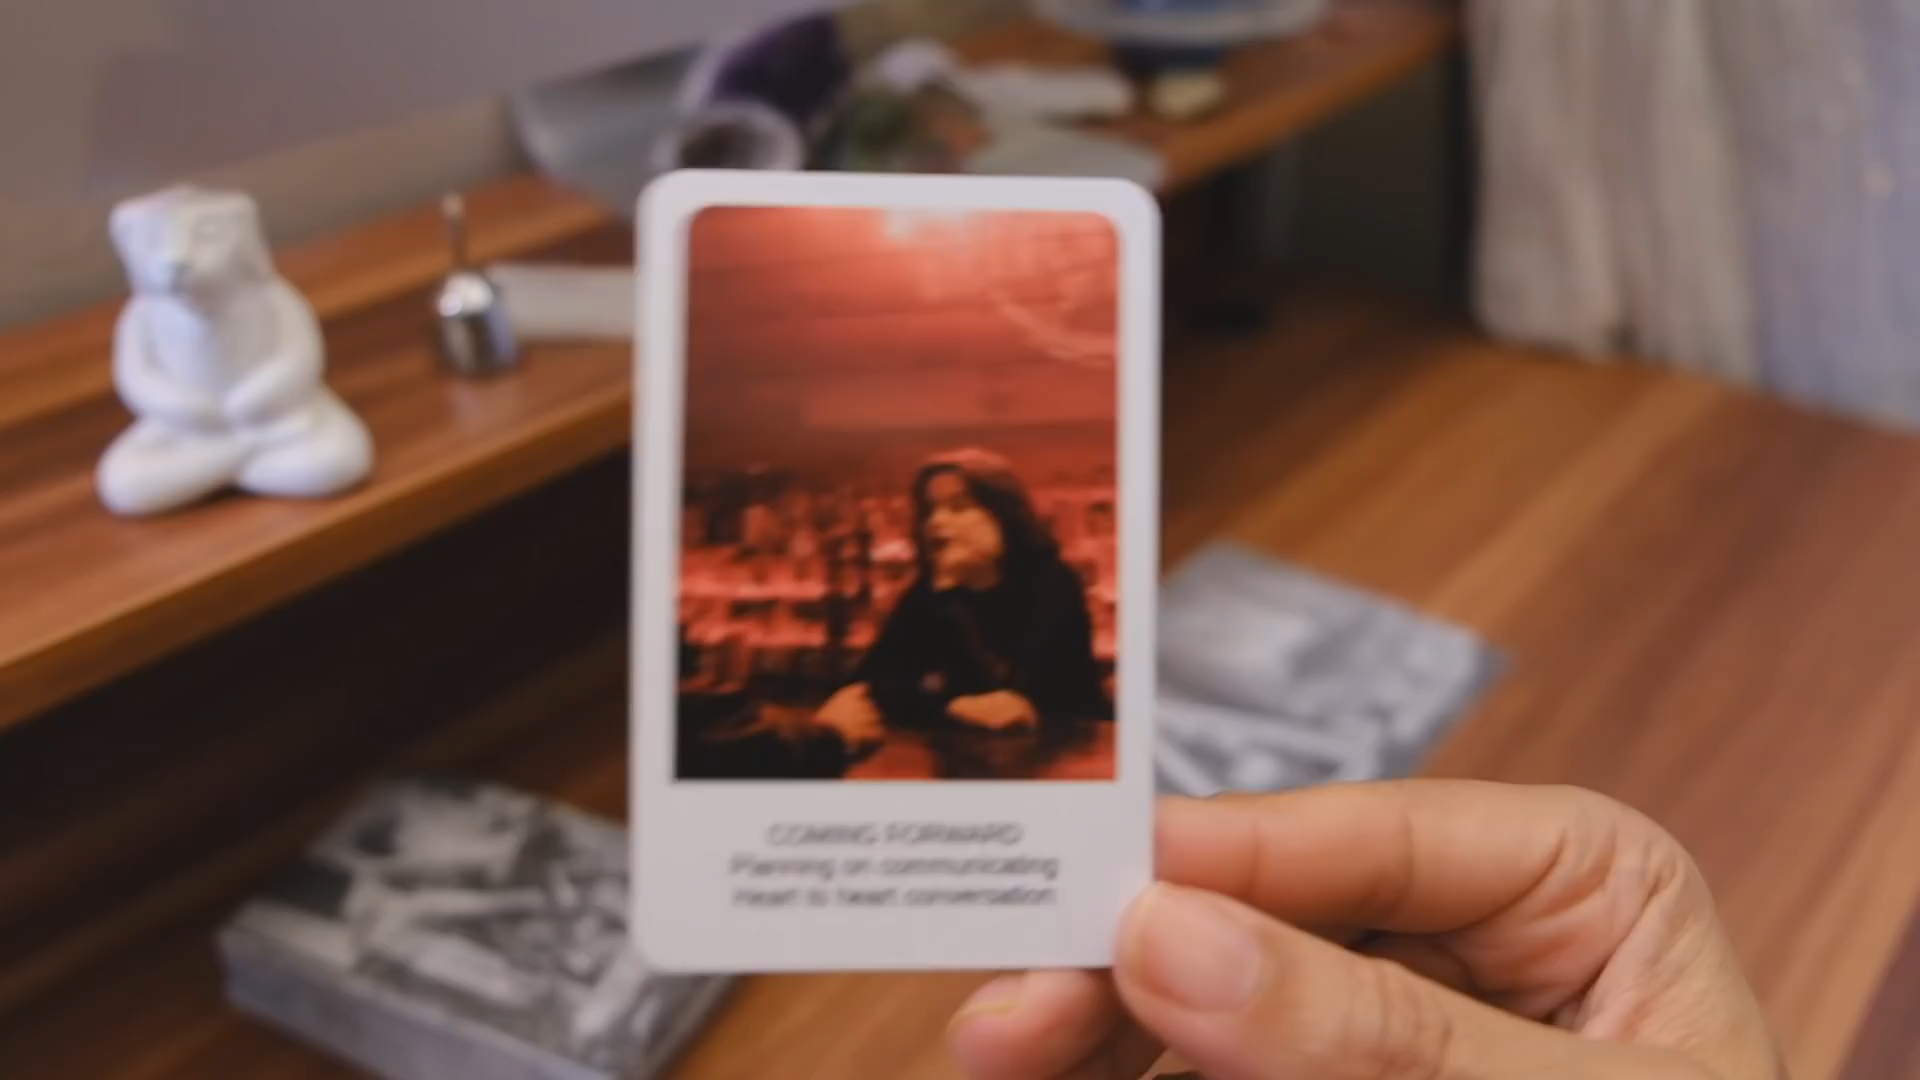 COMING FORWARD
Planning on communicating
Heart to heart conversation